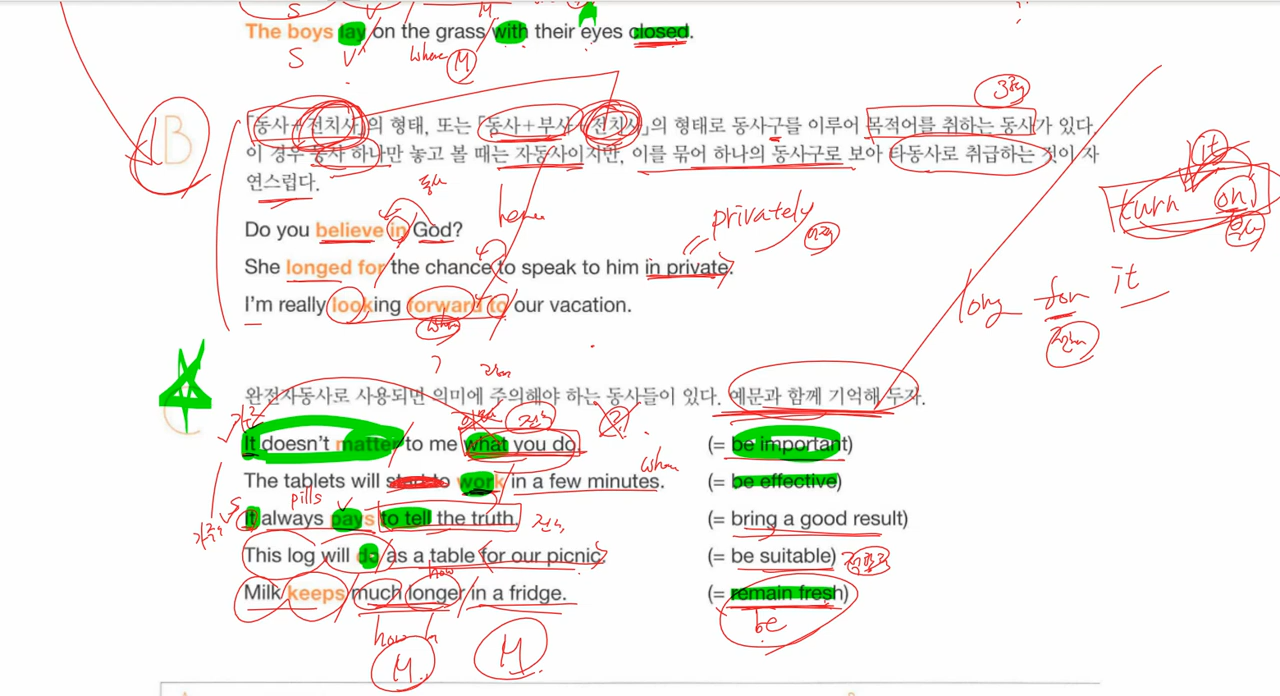 S V M
The boys lay on the grass with their eyes closed.
S V where M
B
3형
「동사+전치사」의 형태, 또는 「동사+부사+전치사」의 형태로 동사구를 이루어 목적어를 취하는 동사가 있다.
이 경우 동사 하나만 놓고 볼 때는 자동사이지만, 이를 묶어 하나의 동사구로 보아 타동사로 취급하는 것이 자
연스럽다.
it
turn on
부사
privately
Do you believe in God?
She longed for the chance to speak to him in private.
long for it
I'm really looking forward to our vacation.
when
완전자동사로 사용되면 의미에 주의해야 하는 동사들이 있다. 예문과 함께 기억해 두자.
It doesn't matter to me what you do. (= be important)
when
The tablets will start to work in a few minutes. (= be effective)
pills V
It always pays to tell the truth. (= bring a good result)
This log will do as a table for our picnic. (= be suitable)
how
Milk keeps much longer in a fridge. (= remain fresh)
be
how
M M